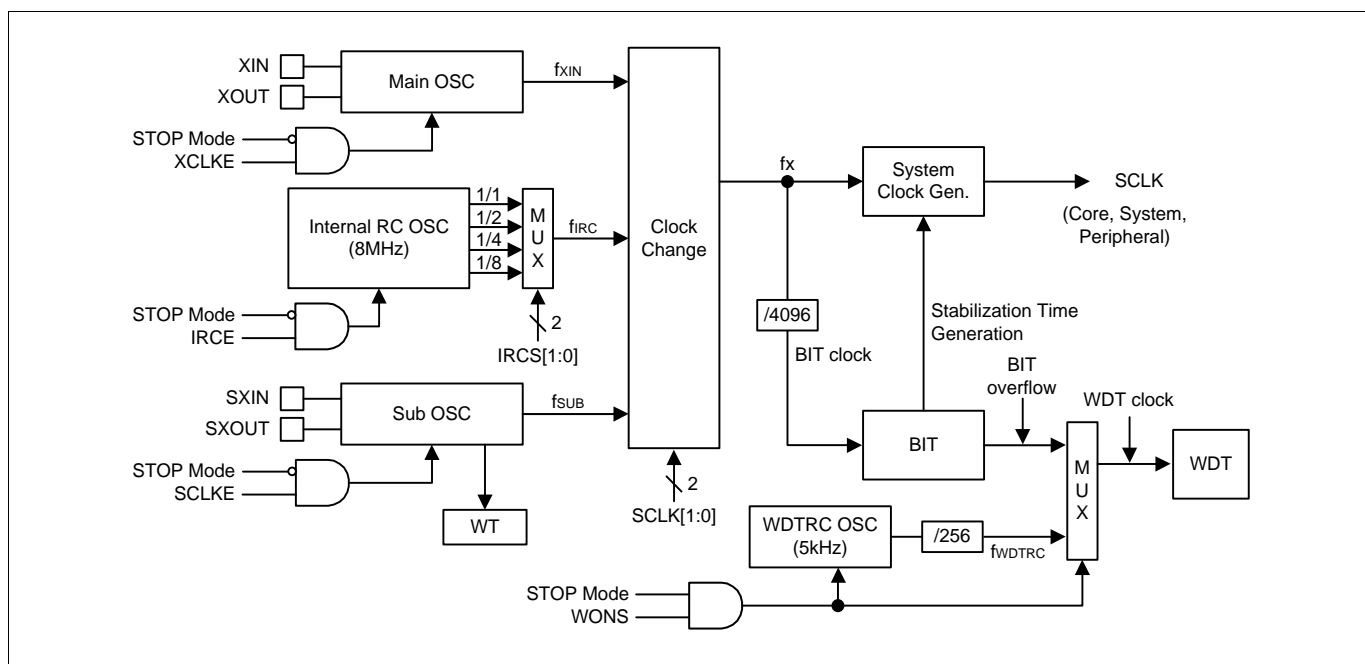 XIN
XOUT
Main OSC
fXIN
STOP Mode
XCLKE
Internal RC OSC
(8MHz)
1/1
1/2
1/4
1/8
M
U
X
fIRC
STOP Mode
IRCE
2
IRCS[1:0]
SXIN
SXOUT
Sub OSC
fSUB
STOP Mode
SCLKE
WT
Clock
Change
2
SCLK[1:0]
fx
System
Clock Gen.
SCLK
(Core, System,
Peripheral)
/4096
BIT clock
Stabilization Time
Generation
BIT
BIT
overflow
WDT clock
M
U
X
WDT
WDTRC OSC
(5kHz)
/256
fWDTRC
STOP Mode
WONS